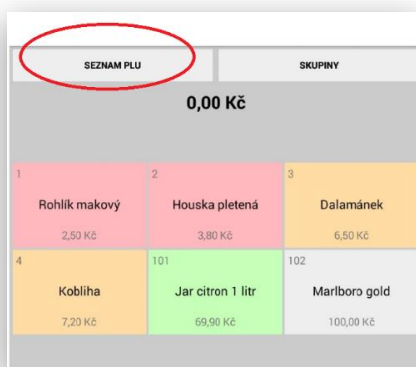 SEZNAM PLU SKUPINY
0,00 Kč
1 2 3
Rohlík makový Houska pletená Dalamánek
2,50 Kč 3,80 Kč 6,50 Kč
4 101 102
Kobliha Jar citron 1 litr Marlboro gold
7,20 Kč 69,90 Kč 100,00 Kč